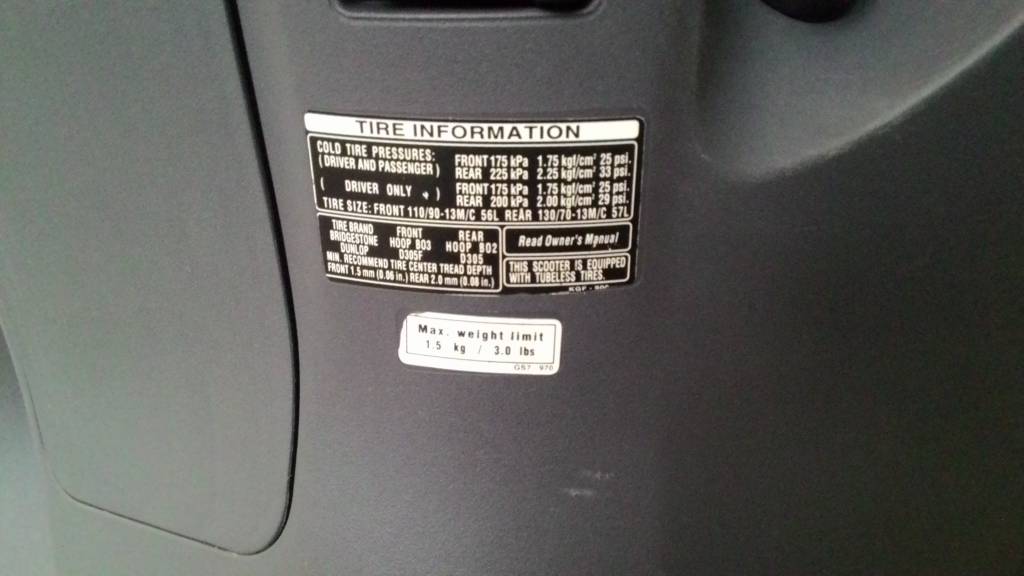 TIRE INFORMATION
COLD TIRE PRESSURES:
(DRIVER AND PASSENGER) FRONT 175 kPa 1.75 kgf/cm² 25 psi.
REAR 225 kPa 2.25 kgf/cm² 33 psi.
( DRIVER ONLY ) FRONT 175 kPa 1.75 kgf/cm² 25 psi.
REAR 200 kPa 2.00 kgf/cm² 29 psi.
TIRE SIZE: FRONT 110/90-13M/C 56L REAR 130/70-13M/C 57L
TIRE BRAND FRONT REAR
BRIDGESTONE HOOP B03 HOOP B02
DUNLOP D305F D305
MIN. RECOMMEND TIRE CENTER TREAD DEPTH
FRONT 1.5 mm (0.06 in.) REAR 2.0 mm (0.08 in.)
Read Owner's Manual
THIS SCOOTER IS EQUIPPED
WITH TUBELESS TIRES.
Max. weight limit
1.5 kg / 3.0 lbs
GS7 970